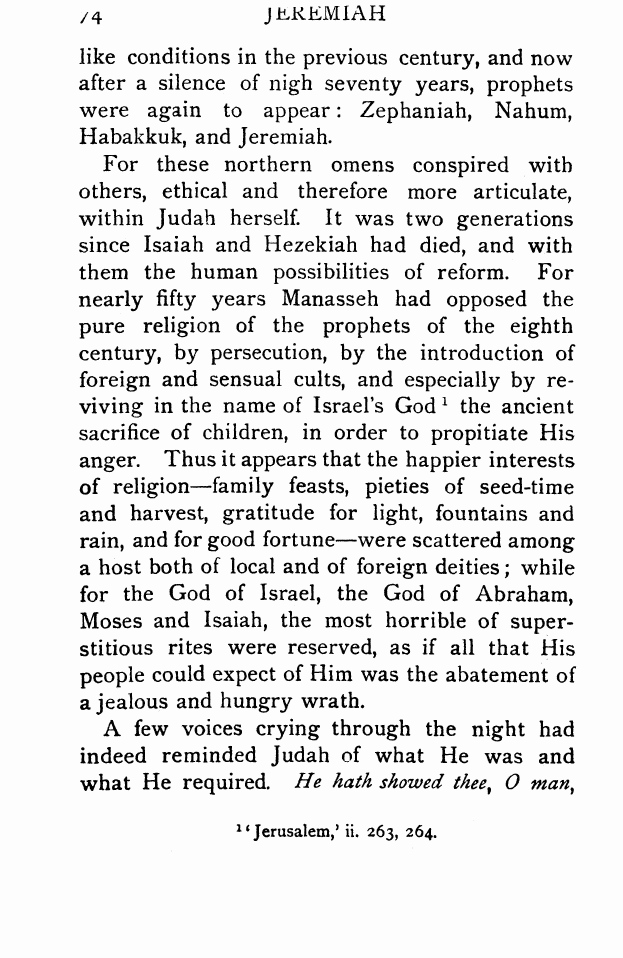 74 JEREMIAH
like conditions in the previous century, and now
after a silence of nigh seventy years, prophets
were again to appear: Zephaniah, Nahum,
Habakkuk, and Jeremiah.
For these northern omens conspired with
others, ethical and therefore more articulate,
within Judah herself. It was two generations
since Isaiah and Hezekiah had died, and with
them the human possibilities of reform. For
nearly fifty years Manasseh had opposed the
pure religion of the prophets of the eighth
century, by persecution, by the introduction of
foreign and sensual cults, and especially by re-
viving in the name of Israel's God¹ the ancient
sacrifice of children, in order to propitiate His
anger. Thus it appears that the happier interests
of religion—family feasts, pieties of seed-time
and harvest, gratitude for light, fountains and
rain, and for good fortune—were scattered among
a host both of local and of foreign deities; while
for the God of Israel, the God of Abraham,
Moses and Isaiah, the most horrible of super-
stitious rites were reserved, as if all that His
people could expect of Him was the abatement of
a jealous and hungry wrath.
A few voices crying through the night had
indeed reminded Judah of what He was and
what He required. He hath showed thee, O man,
¹ 'Jerusalem,' ii. 263, 264.